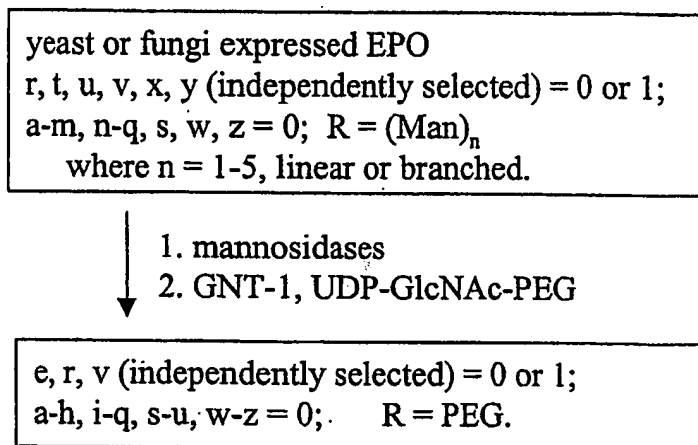 yeast or fungi expressed EPO
r, t, u, v, x, y (independently selected) = 0 or 1;
a-m, n-q, s, w, z = 0; R = (Man)n
where n = 1-5, linear or branched.
1. mannosidases
2. GNT-1, UDP-GlcNAc-PEG
e, r, v (independently selected) = 0 or 1;
a-h, i-q, s-u, w-z = 0; R = PEG.